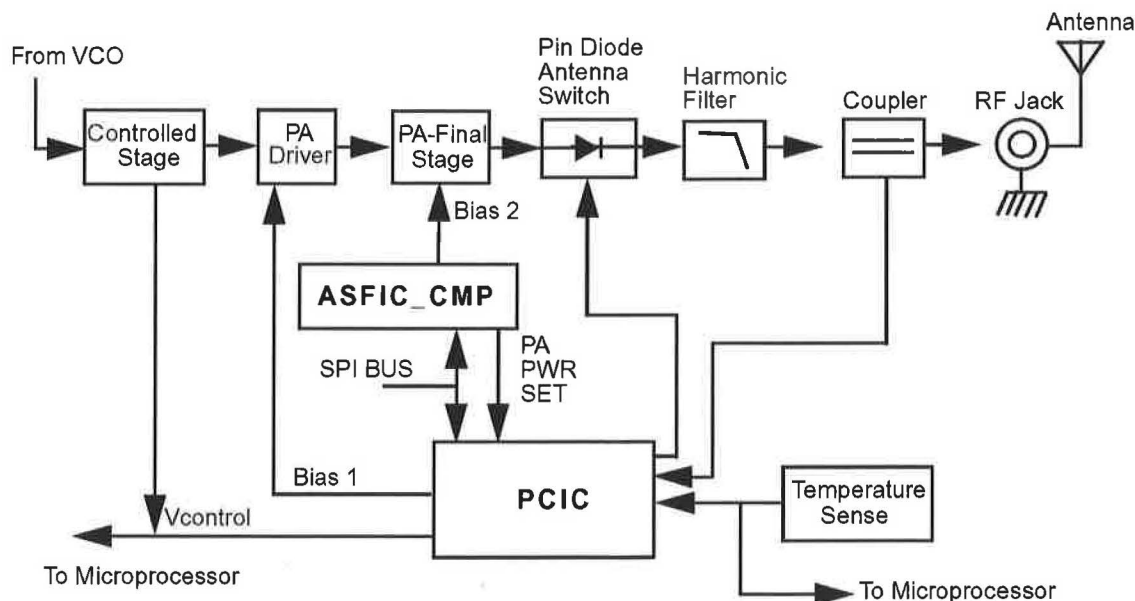 Antenna
From VCO
Pin Diode
Antenna
Switch
Harmonic
Filter
Coupler
RF Jack
Controlled
Stage
PA
Driver
PA-Final
Stage
Bias 2
ASFIC_CMP
SPI BUS
PA
PWR
SET
Bias 1
PCIC
Temperature
Sense
Vcontrol
To Microprocessor
To Microprocessor